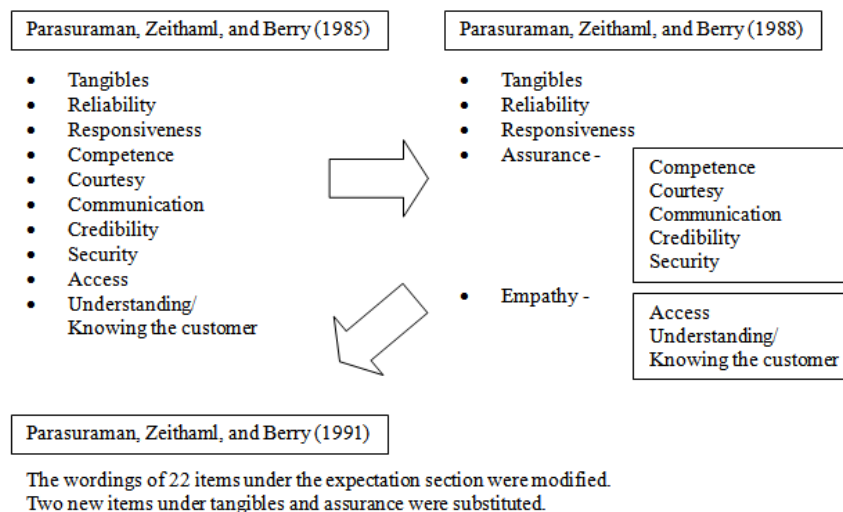 Parasuraman, Zeithaml, and Berry (1985)
• Tangibles
• Reliability
• Responsiveness
• Competence
• Courtesy
• Communication
• Credibility
• Security
• Access
• Understanding/
Knowing the customer
Parasuraman, Zeithaml, and Berry (1988)
• Tangibles
• Reliability
• Responsiveness
• Assurance -
Competence
Courtesy
Communication
Credibility
Security
• Empathy -
Access
Understanding/
Knowing the customer
Parasuraman, Zeithaml, and Berry (1991)
The wordings of 22 items under the expectation section were modified.
Two new items under tangibles and assurance were substituted.